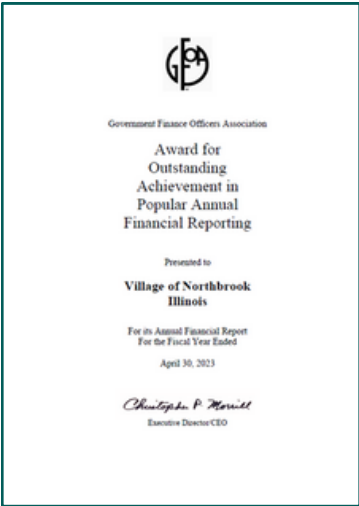 GFOA
Government Finance Officers Association
Award for
Outstanding
Achievement in
Popular Annual
Financial Reporting
Presented to
Village of Northbrook
Illinois
For its Annual Financial Report
For the Fiscal Year Ended
April 30, 2023
Christopher P. Morrill
Executive Director/CEO